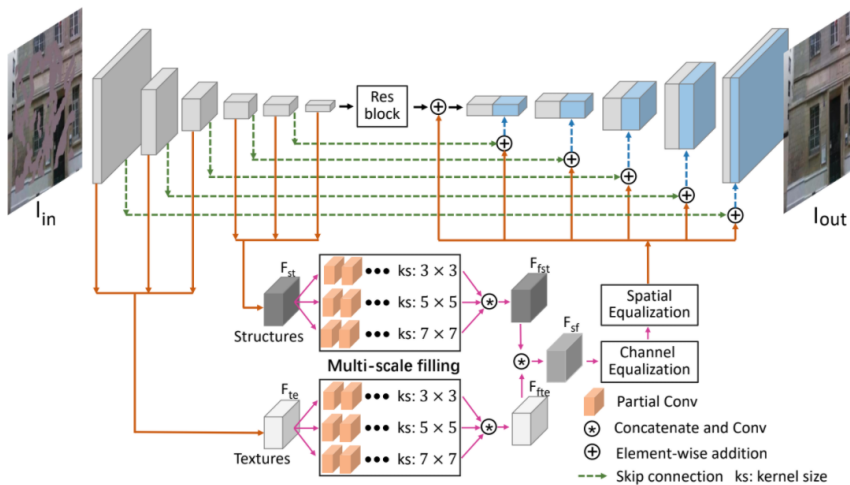 I_in
Res
block
I_out
F_st
ks: 3 × 3
ks: 5 × 5
ks: 7 × 7
Structures
F_fst
F_sf
Spatial
Equalization
Channel
Equalization
Multi-scale filling
F_te
ks: 3 × 3
ks: 5 × 5
ks: 7 × 7
Textures
F_fte
Partial Conv
Concatenate and Conv
Element-wise addition
Skip connection ks: kernel size